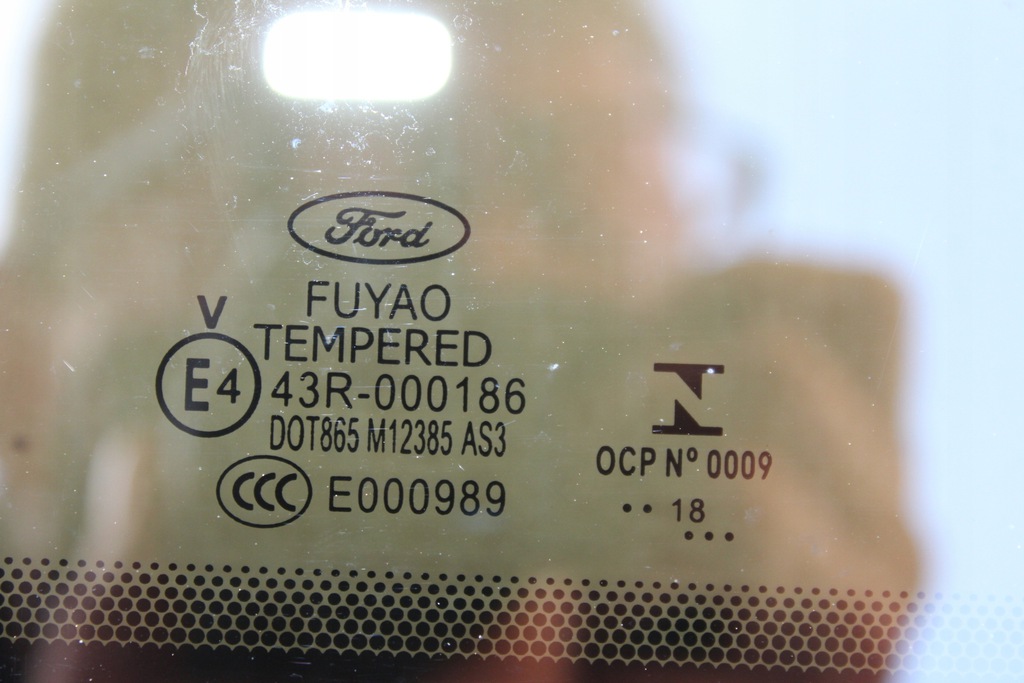 Ford
FUYAO
V
TEMPERED
E4 43R-000186
DOT865 M12385 AS3
CCC E000989
OCP Nº 0009
.. 18
...